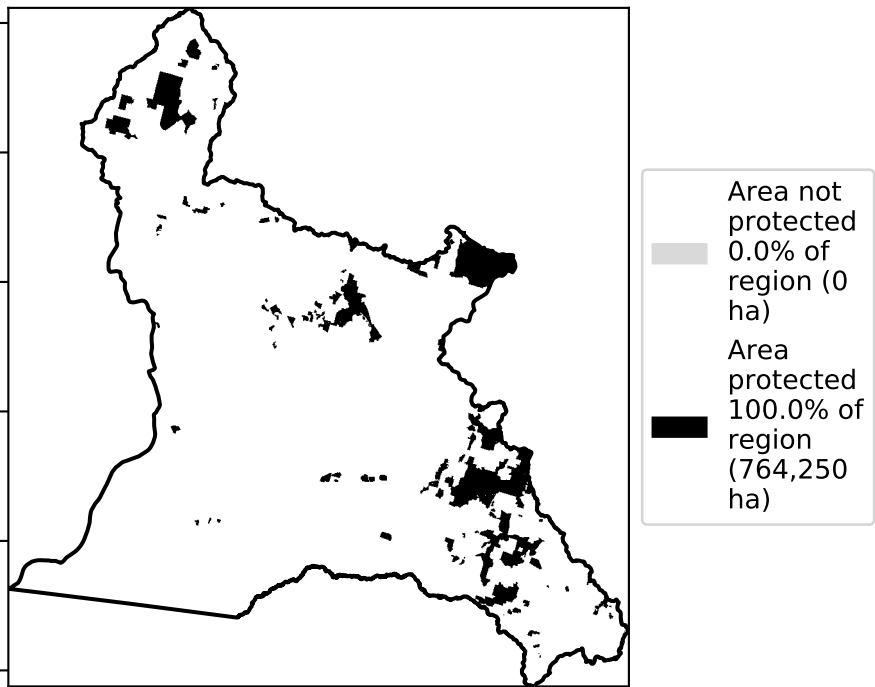 Area not
protected
0.0% of
region (0
ha)
Area
protected
100.0% of
region
(764,250
ha)